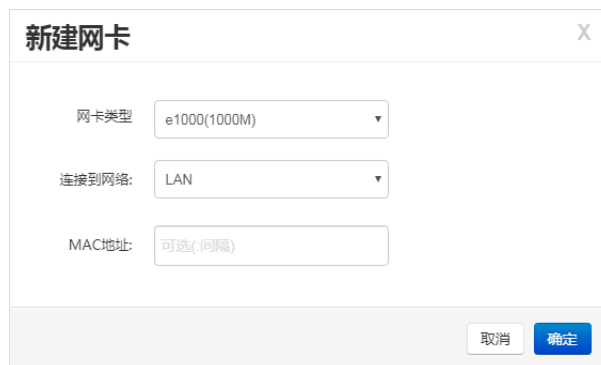 新建网卡 X
网卡类型 e1000(1000M)
连接到网络: LAN
MAC地址: 可选(:间隔)
取消 确定